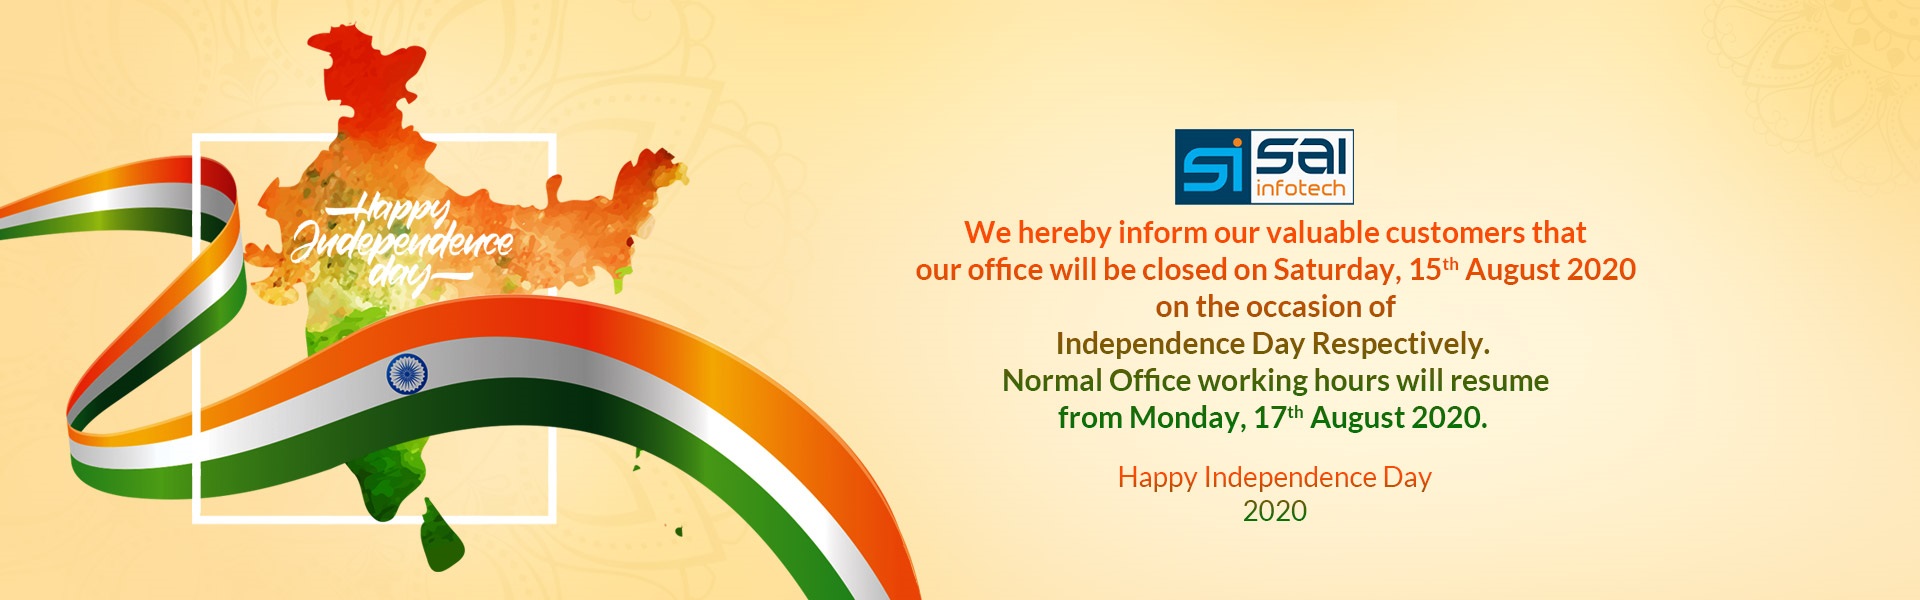 Happy
Independence
day
SI SAI
infotech
We hereby inform our valuable customers that
our office will be closed on Saturday, 15th August 2020
on the occasion of
Independence Day Respectively.
Normal Office working hours will resume
from Monday, 17th August 2020.
Happy Independence Day
2020